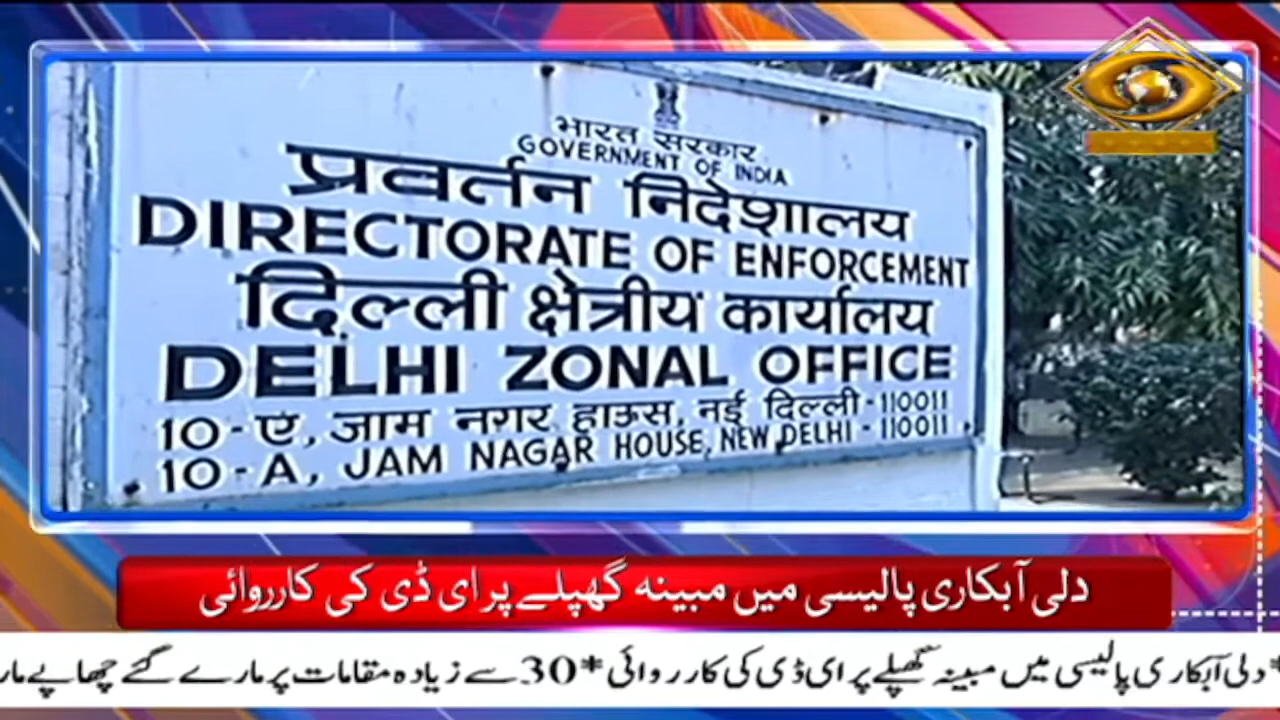 भारत सरकार
GOVERNMENT OF INDIA
प्रवर्तन निदेशालय
DIRECTORATE OF ENFORCEMENT
दिल्ली क्षेत्रीय कार्यालय
DELHI ZONAL OFFICE
10-ए, जाम नगर हाऊस, नई दिल्ली-110011
10-A, JAM NAGAR HOUSE, NEW DELHI - 110011
دلی آبکاری پالیسی میں مبینہ گھپلے پر ای ڈی کی کارروائی
*دلی آبکاری پالیسی میں مبینہ گھپلے پر ای ڈی کی کارروائی *30 سے زیادہ مقامات پر مارے گئے چھاپے